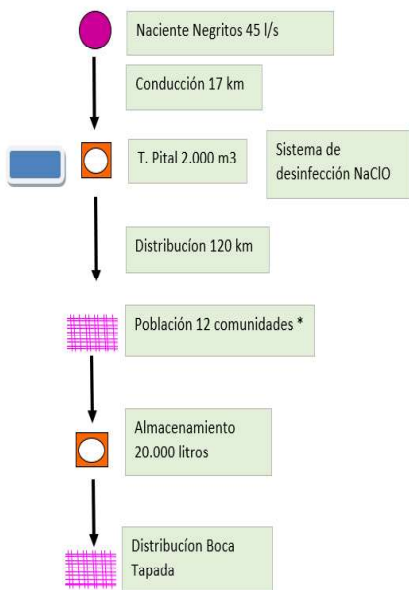 Naciente Negritos 45 l/s
Conducción 17 km
T. Pital 2.000 m3
Sistema de
desinfección NaClO
Distribucíon 120 km
Población 12 comunidades *
Almacenamiento
20.000 litros
Distribucíon Boca
Tapada